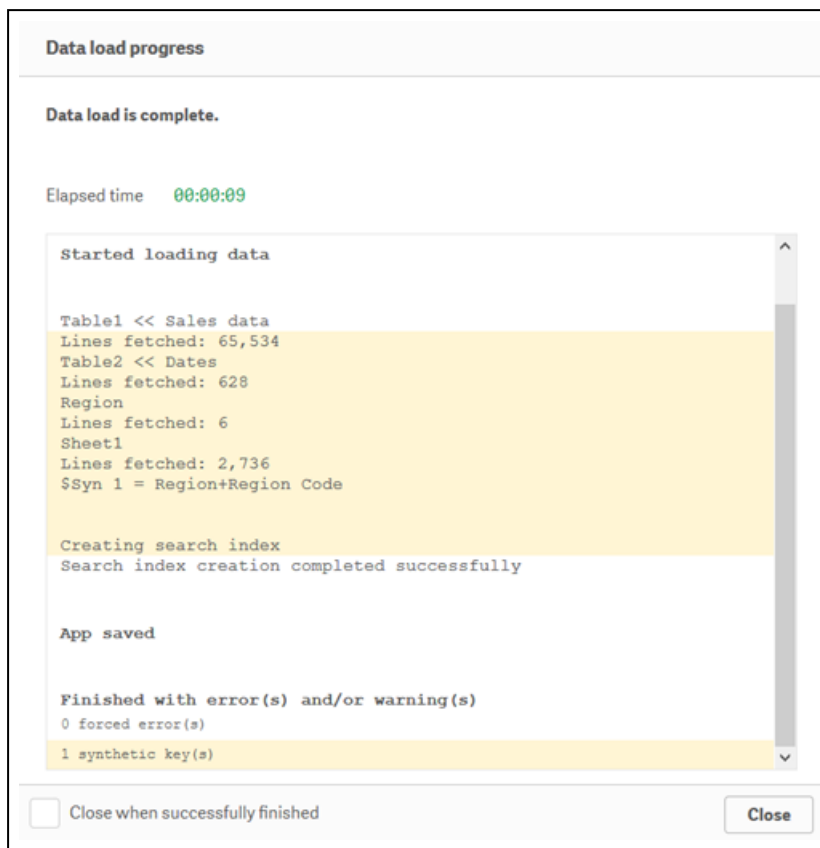 Data load progress
Data load is complete.
Elapsed time 00:00:09
Started loading data
Table1 << Sales data
Lines fetched: 65,534
Table2 << Dates
Lines fetched: 628
Region
Lines fetched: 6
Sheet1
Lines fetched: 2,736
$Syn 1 = Region+Region Code
Creating search index
Search index creation completed successfully
App saved
Finished with error(s) and/or warning(s)
0 forced error(s)
1 synthetic key(s)
Close when successfully finished
Close